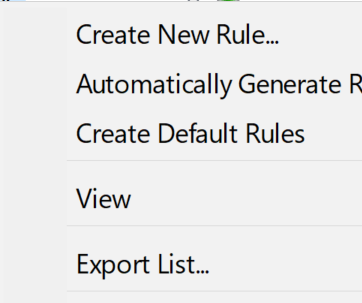 Create New Rule...
Automatically Generate R
Create Default Rules
View
Export List...